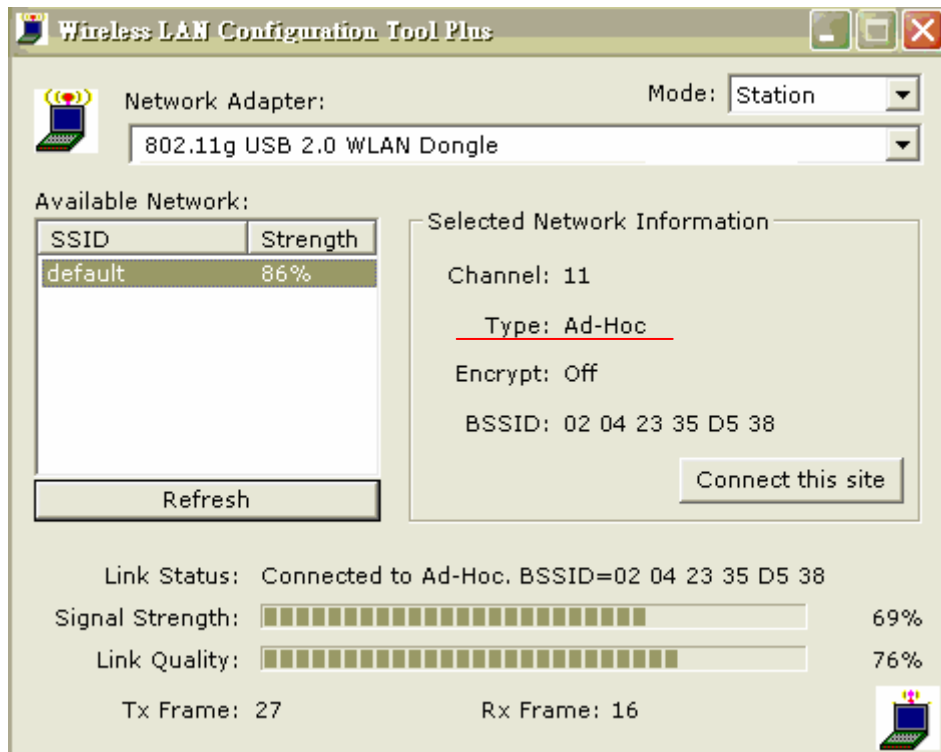 Wireless LAN Configuration Tool Plus
Network Adapter:
Mode: Station
802.11g USB 2.0 WLAN Dongle
Available Network:
SSID Strength
default 86%
Refresh
Selected Network Information
Channel: 11
Type: Ad-Hoc
Encrypt: Off
BSSID: 02 04 23 35 D5 38
Connect this site
Link Status: Connected to Ad-Hoc. BSSID=02 04 23 35 D5 38
Signal Strength: 69%
Link Quality: 76%
Tx Frame: 27 Rx Frame: 16